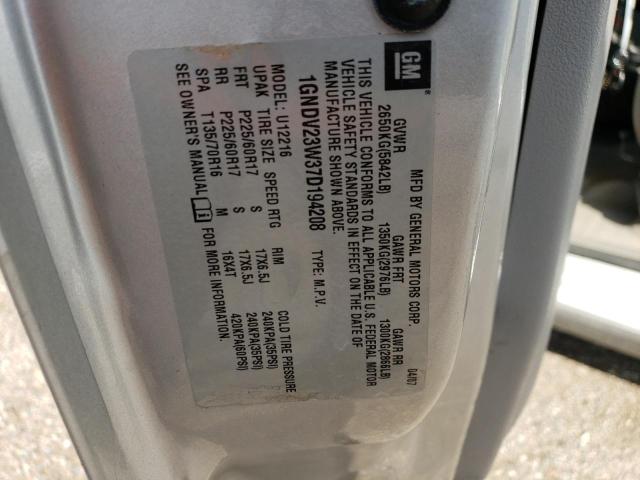 GM
MFD BY GENERAL MOTORS CORP. 04/07
GVWR GAWR FRT GAWR RR
2650KG(5842LB) 1350KG(2976LB) 1300KG(2866LB)
THIS VEHICLE CONFORMS TO ALL APPLICABLE U.S. FEDERAL MOTOR
VEHICLE SAFETY STANDARDS IN EFFECT ON THE DATE OF
MANUFACTURE SHOWN ABOVE.
1GNDV23W37D194208 TYPE: M.P.V.
MODEL: U12216
UPAK TIRE SIZE SPEED RTG RIM COLD TIRE PRESSURE
FRT P225/60R17 S 17X6.5J 240KPA(35PSI)
RR P225/60R17 S 17X6.5J 240KPA(35PSI)
SPA T135/70R16 M 16X4T 420KPA(60PSI)
SEE OWNER'S MANUAL i FOR MORE INFORMATION.